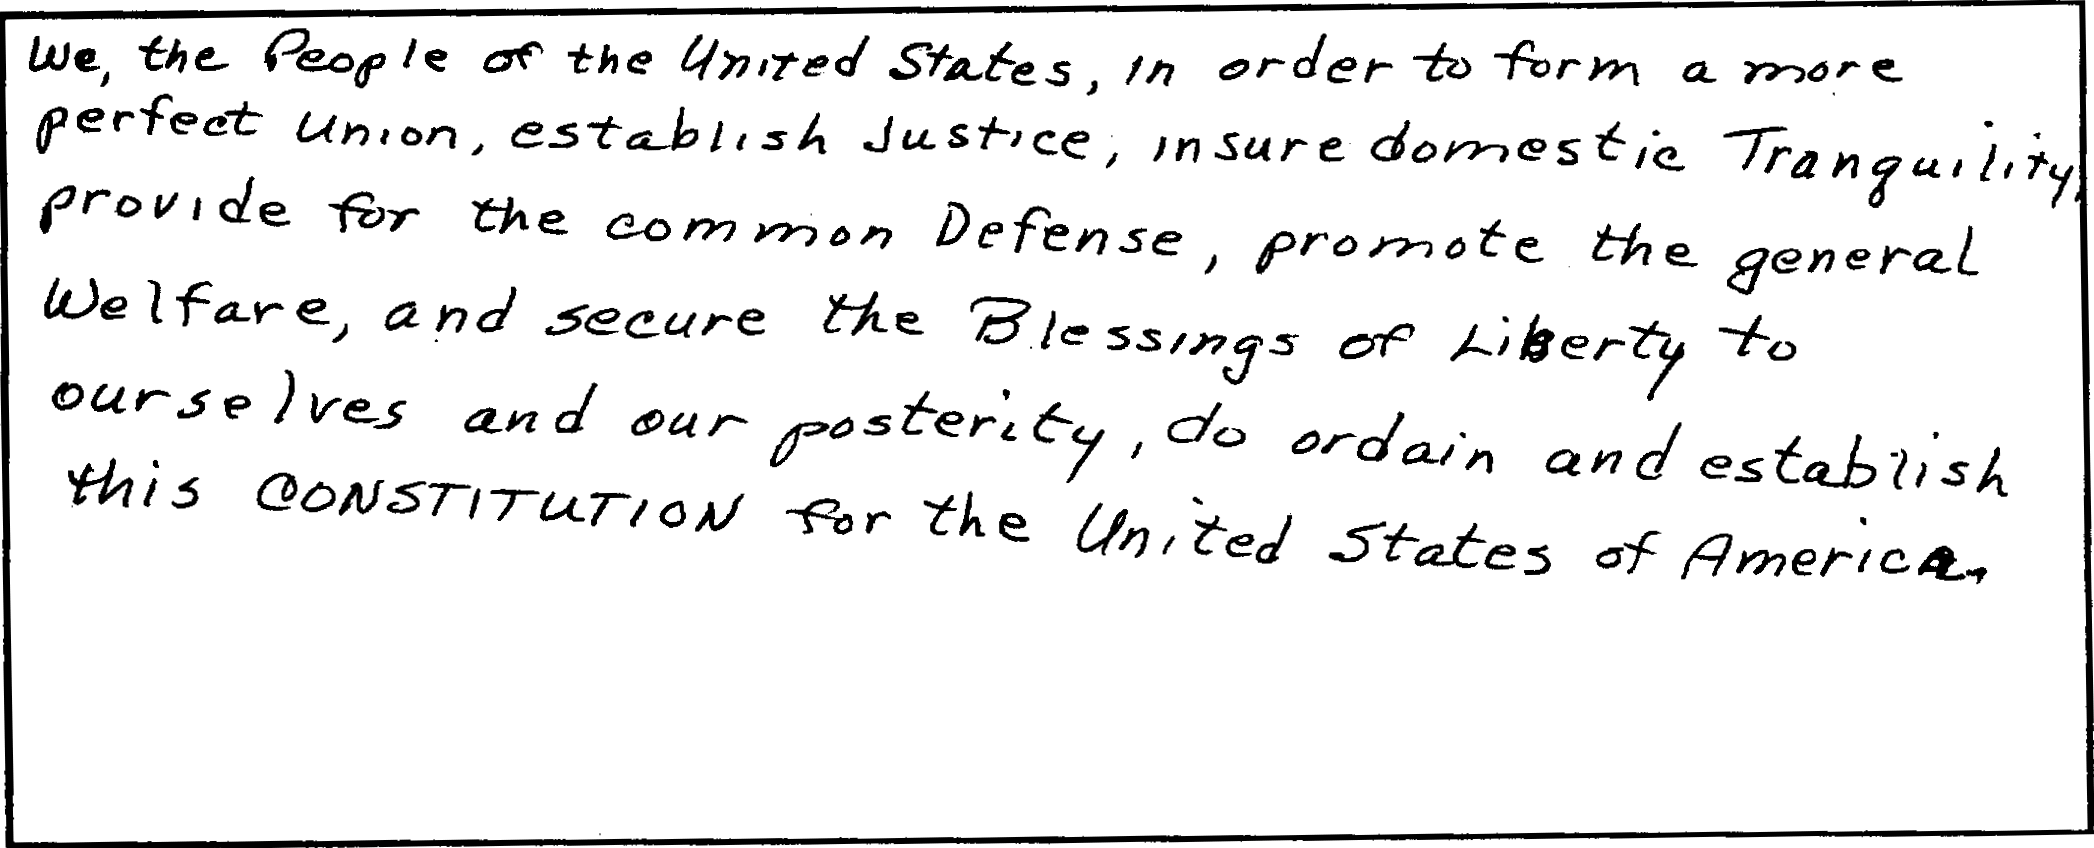 We, the People of the United States, in order to form a more
perfect Union, establish Justice, insure domestic Tranquility,
provide for the common Defense, promote the general
Welfare, and secure the Blessings of Liberty to
ourselves and our posterity, do ordain and establish
this CONSTITUTION for the United States of America.